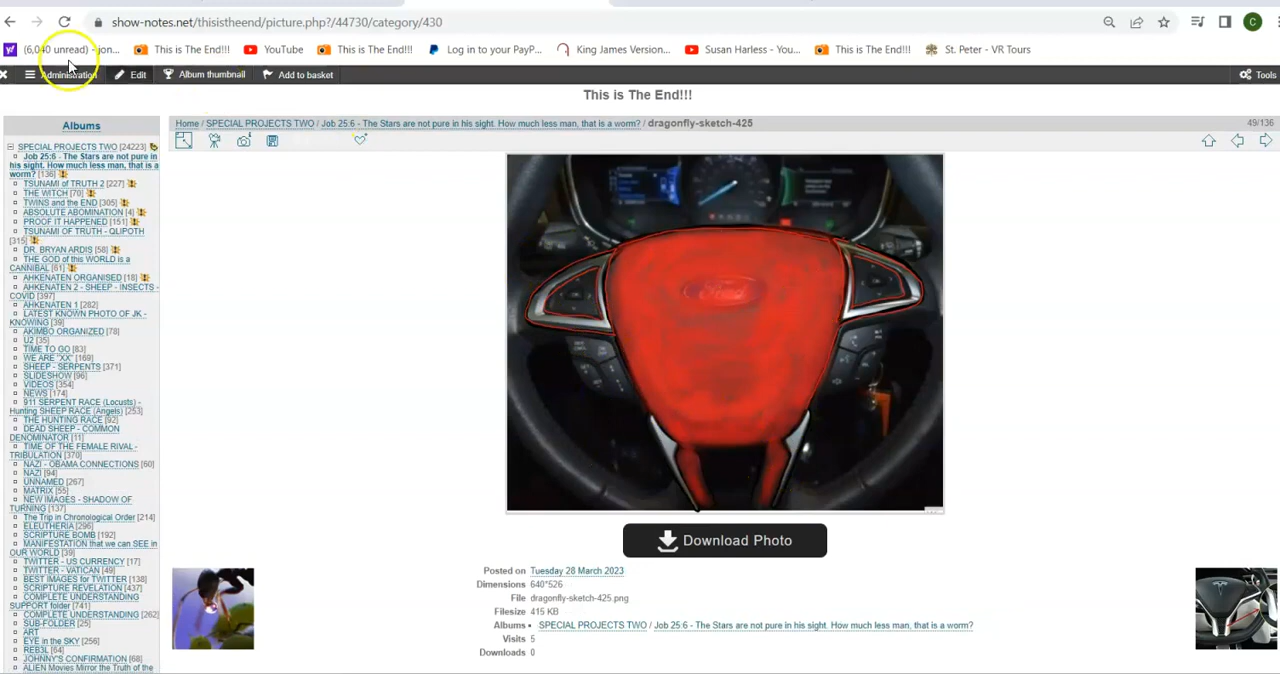 show-notes.net/thisistheend/picture.php?/44730/category/430
(6,040 unread) - jon... This is The End!!! YouTube This is The End!!! Log in to your PayP... King James Version... Susan Harless - You... This is The End!!! St. Peter - VR Tours
Administration Edit Album thumbnail Add to basket Tools
This is The End!!!
Albums
Home / SPECIAL PROJECTS TWO / Job 25:6 - The Stars are not pure in his sight. How much less man, that is a worm? / dragonfly-sketch-425 49/136
SPECIAL PROJECTS TWO [24223]
Job 25:6 - The Stars are not pure in
his sight. How much less man, that is a
worm? [136]
TSUNAMI of TRUTH 2 [227]
THE WITCH [70]
TWINS and the END [305]
ABSOLUTE ABOMINATION [4]
PROOF IT HAPPENED [151]
TSUNAMI OF TRUTH - QLIPOTH
[315]
DR. BRYAN ARDIS [58]
THE GOD of this WORLD is a
CANNIBAL [61]
AHKENATEN ORGANISED [18]
AHKENATEN 2 - SHEEP - INSECTS -
COVID [397]
AHKENATEN 1 [282]
LATEST KNOWN PHOTO OF JK -
KNOWING [39]
AKIMBO ORGANIZED [78]
U2 [35]
TIME TO GO [83]
WE ARE "XX" [169]
SHEEP - SERPENTS [371]
SLIDESHOW [96]
VIDEOS [354]
NEWS [174]
911 SERPENT RACE (Locusts) -
Hunting SHEEP RACE (Angels) [253]
THE HUNTING RACE [92]
DEAD SHEEP - COMMON
DENOMINATOR [11]
TIME OF THE FEMALE RIVAL -
TRIBULATION [370]
NAZI - OBAMA CONNECTIONS [60]
NAZI [94]
UNNAMED [267]
MATRIX [55]
NEW IMAGES - SHADOW OF
TURNING [137]
The Trip in Chronological Order [214]
ELEUTHERIA [296]
SCRIPTURE BOMB [192]
MANIFESTATION that we can SEE in
OUR WORLD [39]
TWITTER - US CURRENCY [17]
TWITTER - VATICAN [49]
BEST IMAGES for TWITTER [138]
SCRIPTURE REVELATION [437]
COMPLETE UNDERSTANDING
SUPPORT folder [741]
COMPLETE UNDERSTANDING [262]
SUB-FOLDER [23]
ART
EYE in the SKY [256]
REB3L [64]
JOHNNY'S CONFIRMATION [68]
ALIEN Movies Mirror the Truth of the
Ford
Download Photo
Posted on Tuesday 28 March 2023
Dimensions 640*526
File dragonfly-sketch-425.png
Filesize 415 KB
Albums SPECIAL PROJECTS TWO / Job 25:6 - The Stars are not pure in his sight. How much less man, that is a worm?
Visits 5
Downloads 0